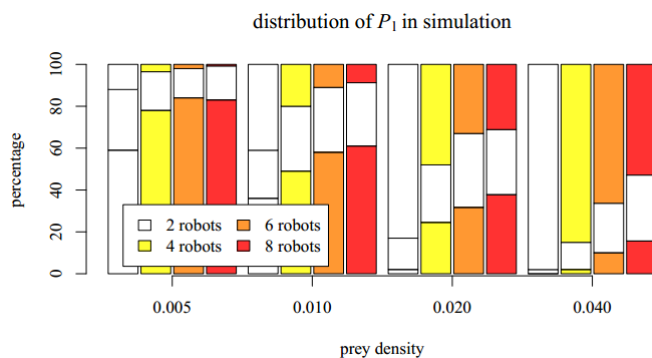 distribution of P1 in simulation
percentage
100
80
60
40
20
0
2 robots
6 robots
4 robots
8 robots
0.005
0.010
0.020
0.040
prey density